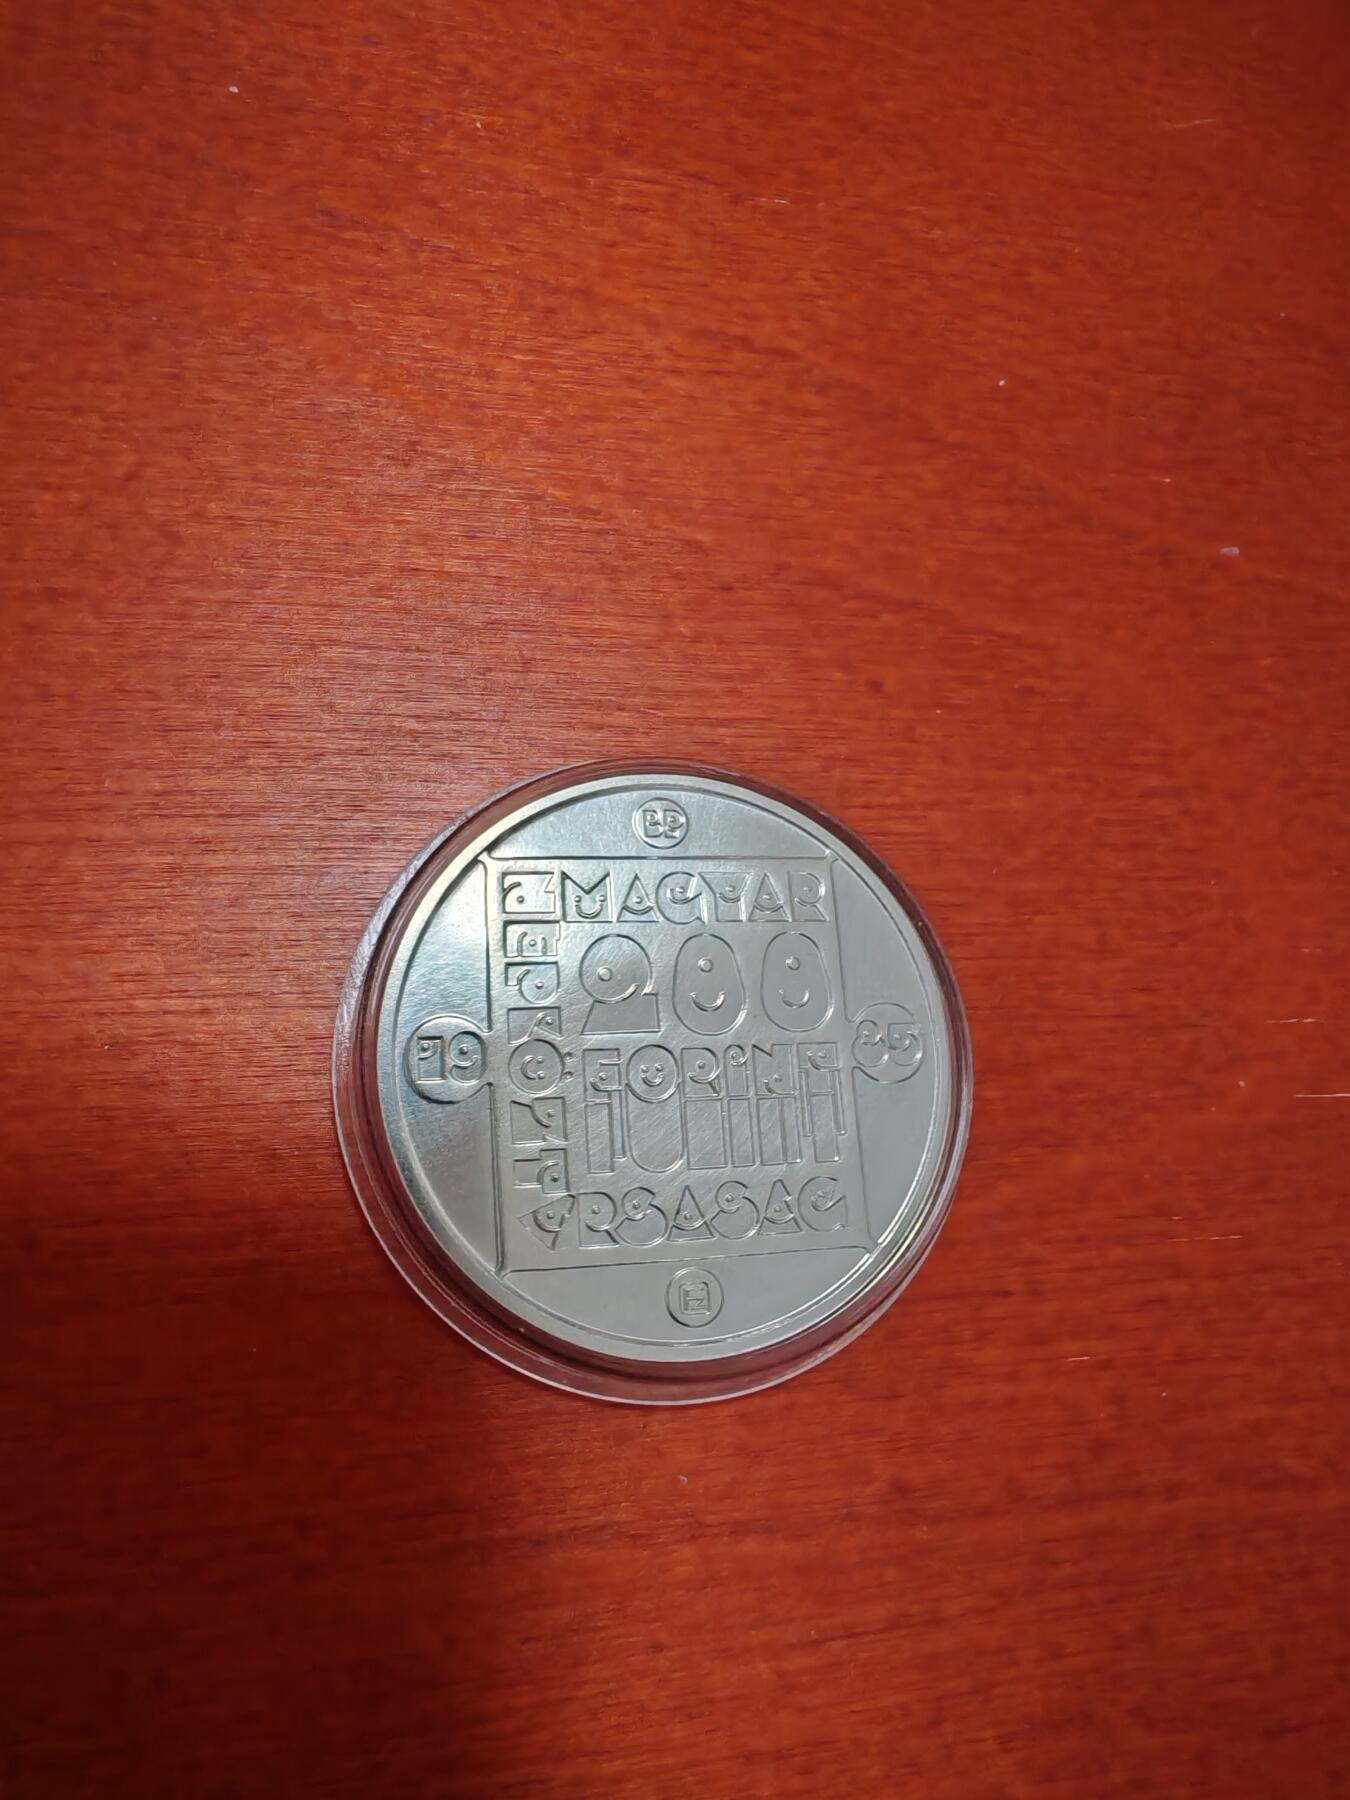 BP
MAGYAR
NÉPKÖZTÁRSASÁG
200
FORINT
19
85